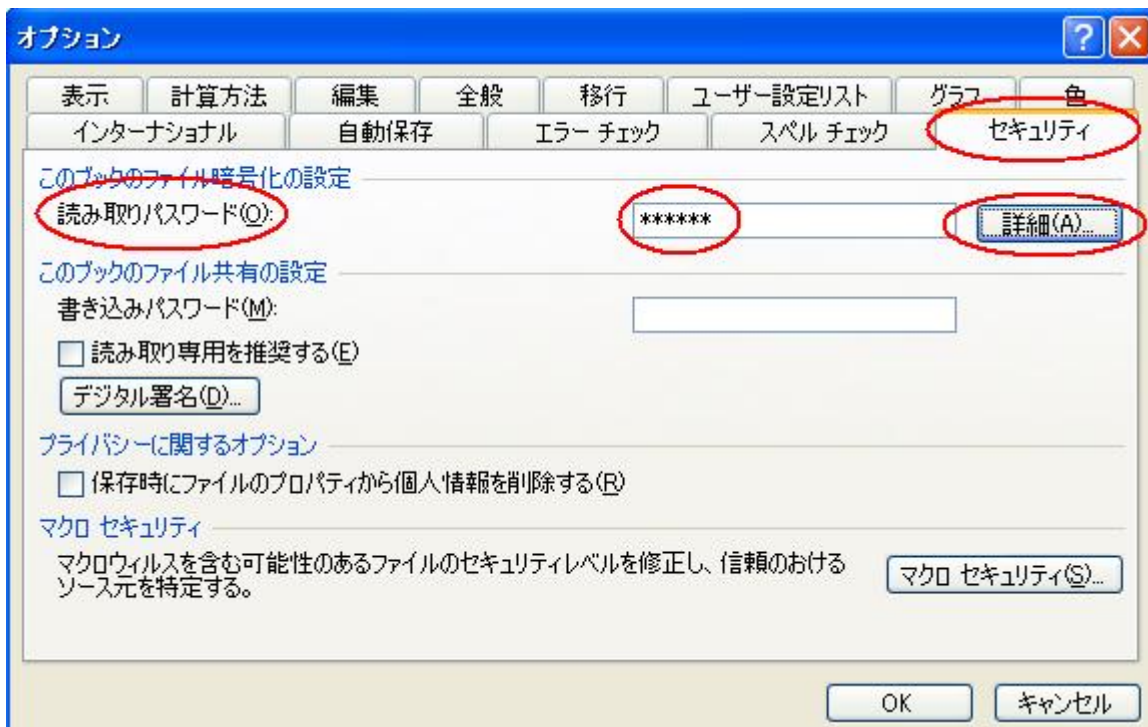 オプション
表示 計算方法 編集 全般 移行 ユーザー設定リスト グラフ 色
インターナショナル 自動保存 エラー チェック スペル チェック セキュリティ
このブックのファイル暗号化の設定
読み取りパスワード(O): ****** 詳細(A)...
このブックのファイル共有の設定
書き込みパスワード(M):
読み取り専用を推奨する(E)
デジタル署名(D)...
プライバシーに関するオプション
保存時にファイルのプロパティから個人情報を削除する(R)
マクロ セキュリティ
マクロウィルスを含む可能性のあるファイルのセキュリティレベルを修正し、信頼のおける
ソース元を特定する。 マクロ セキュリティ(S)...
OK キャンセル